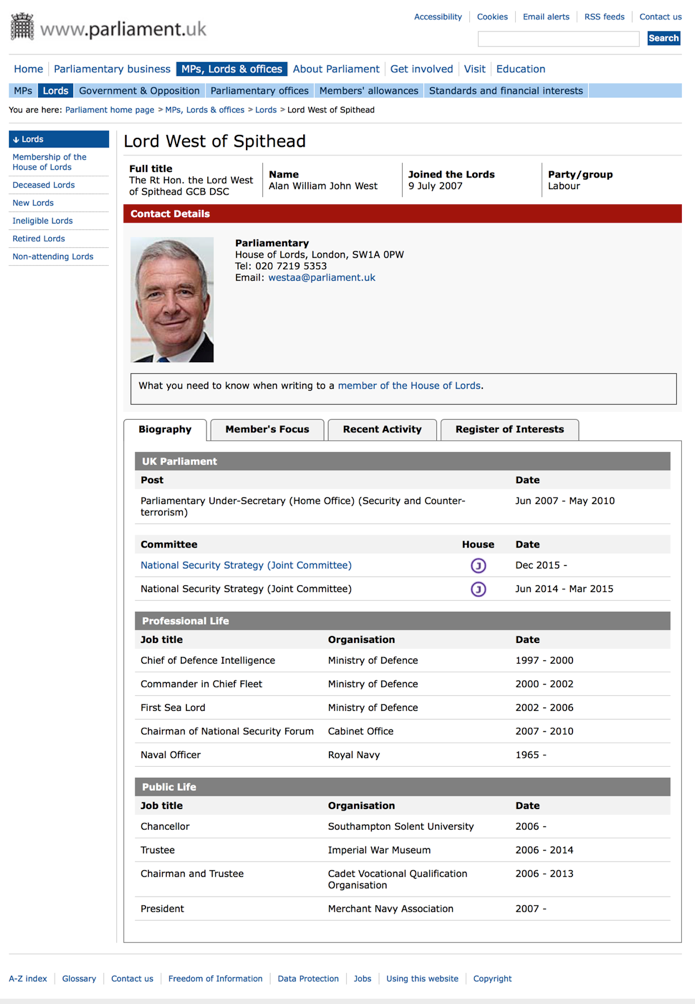 www.parliament.uk
Accessibility Cookies Email alerts RSS feeds Contact us
Search
Home Parliamentary business MPs, Lords & offices About Parliament Get involved Visit Education
MPs Lords Government & Opposition Parliamentary offices Members' allowances Standards and financial interests
You are here: Parliament home page > MPs, Lords & offices > Lords > Lord West of Spithead
↓ Lords
Membership of the
House of Lords
Deceased Lords
New Lords
Ineligible Lords
Retired Lords
Non-attending Lords
Lord West of Spithead
Full title
The Rt Hon. the Lord West
of Spithead GCB DSC
Name
Alan William John West
Joined the Lords
9 July 2007
Party/group
Labour
Contact Details
Parliamentary
House of Lords, London, SW1A 0PW
Tel: 020 7219 5353
Email: westaa@parliament.uk
What you need to know when writing to a member of the House of Lords.
Biography Member's Focus Recent Activity Register of Interests
UK Parliament
Post Date
Parliamentary Under-Secretary (Home Office) (Security and Counter- Jun 2007 - May 2010
terrorism)
Committee House Date
National Security Strategy (Joint Committee) J Dec 2015 -
National Security Strategy (Joint Committee) J Jun 2014 - Mar 2015
Professional Life
Job title Organisation Date
Chief of Defence Intelligence Ministry of Defence 1997 - 2000
Commander in Chief Fleet Ministry of Defence 2000 - 2002
First Sea Lord Ministry of Defence 2002 - 2006
Chairman of National Security Forum Cabinet Office 2007 - 2010
Naval Officer Royal Navy 1965 -
Public Life
Job title Organisation Date
Chancellor Southampton Solent University 2006 -
Trustee Imperial War Museum 2006 - 2014
Chairman and Trustee Cadet Vocational Qualification 2006 - 2013
Organisation
President Merchant Navy Association 2007 -
A-Z index Glossary Contact us Freedom of Information Data Protection Jobs Using this website Copyright